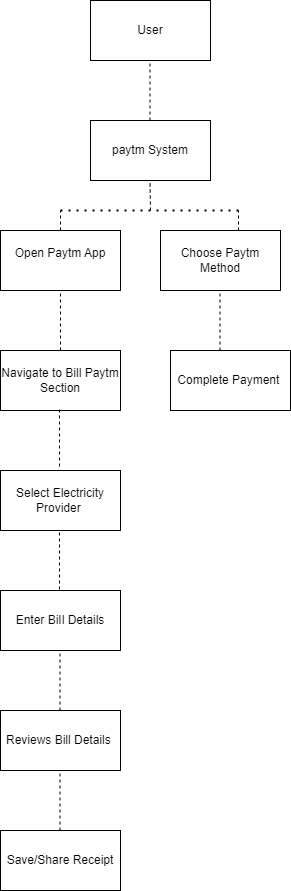 User
paytm System
Open Paytm App
Choose Paytm
Method
Navigate to Bill Paytm
Section
Complete Payment
Select Electricity
Provider
Enter Bill Details
Reviews Bill Details
Save/Share Receipt